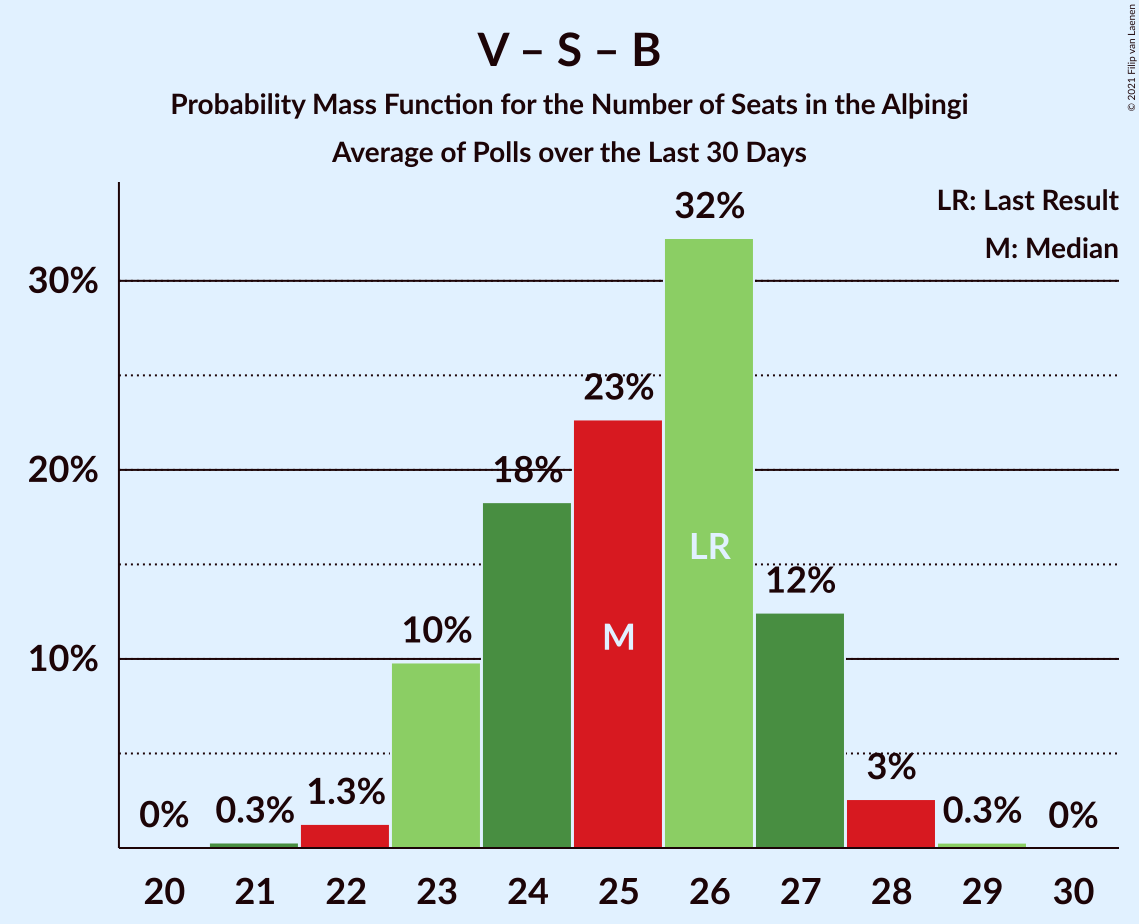 V – S – B
Probability Mass Function for the Number of Seats in the Alþingi
Average of Polls over the Last 30 Days
© 2021 Filip van Laenen
LR: Last Result
M: Median
30%
20%
10%
0%
0.3%
1.3%
10%
18%
23%
32%
12%
3%
0.3%
0%
M
LR
20 21 22 23 24 25 26 27 28 29 30